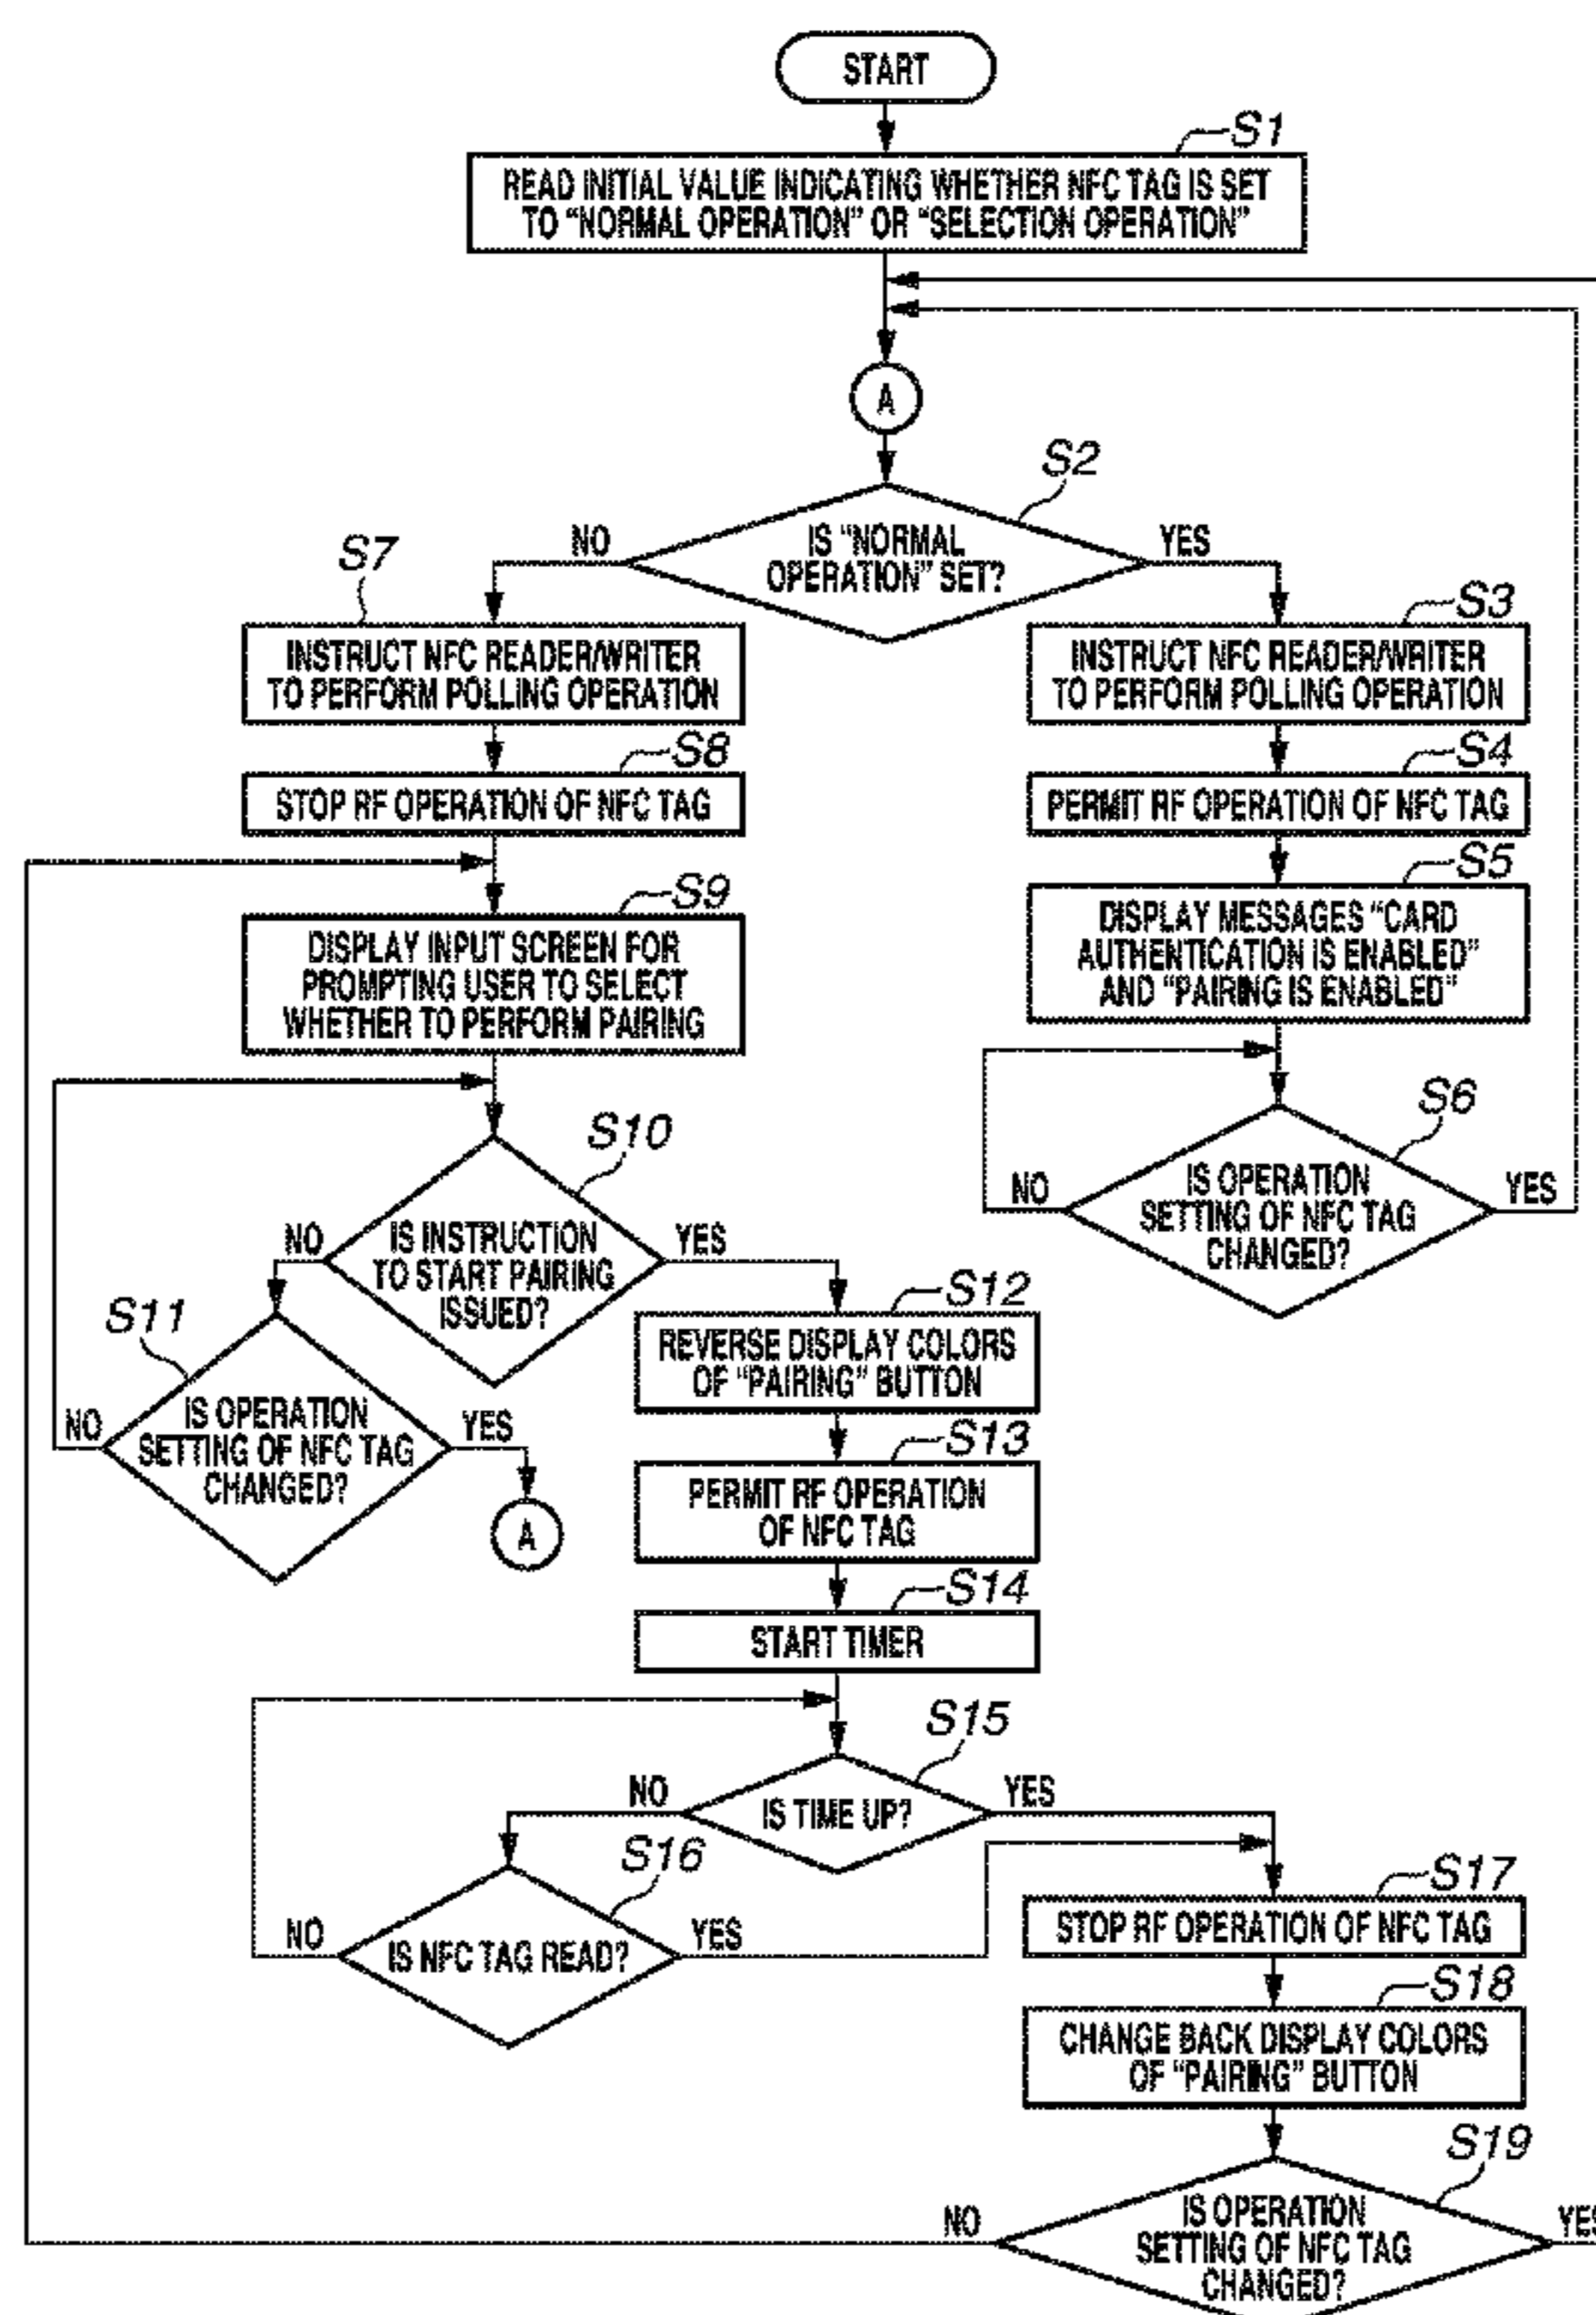 START
S1
READ INITIAL VALUE INDICATING WHETHER NFC TAG IS SET
TO “NORMAL OPERATION” OR “SELECTION OPERATION”
A
S2
IS “NORMAL
OPERATION” SET?
NO
YES
S7
INSTRUCT NFC READER/WRITER
TO PERFORM POLLING OPERATION
S3
INSTRUCT NFC READER/WRITER
TO PERFORM POLLING OPERATION
S8
STOP RF OPERATION OF NFC TAG
S4
PERMIT RF OPERATION OF NFC TAG
S9
DISPLAY INPUT SCREEN FOR
PROMPTING USER TO SELECT
WHETHER TO PERFORM PAIRING
S5
DISPLAY MESSAGES “CARD
AUTHENTICATION IS ENABLED”
AND “PAIRING IS ENABLED”
S6
IS OPERATION
SETTING OF NFC TAG
CHANGED?
NO
YES
S10
IS INSTRUCTION
TO START PAIRING
ISSUED?
NO
YES
S11
IS OPERATION
SETTING OF NFC TAG
CHANGED?
NO
YES
A
S12
REVERSE DISPLAY COLORS
OF “PAIRING” BUTTON
S13
PERMIT RF OPERATION
OF NFC TAG
S14
START TIMER
S15
IS TIME UP?
NO
YES
S16
IS NFC TAG READ?
NO
YES
S17
STOP RF OPERATION OF NFC TAG
S18
CHANGE BACK DISPLAY COLORS
OF “PAIRING” BUTTON
S19
IS OPERATION
SETTING OF NFC TAG
CHANGED?
NO
YES